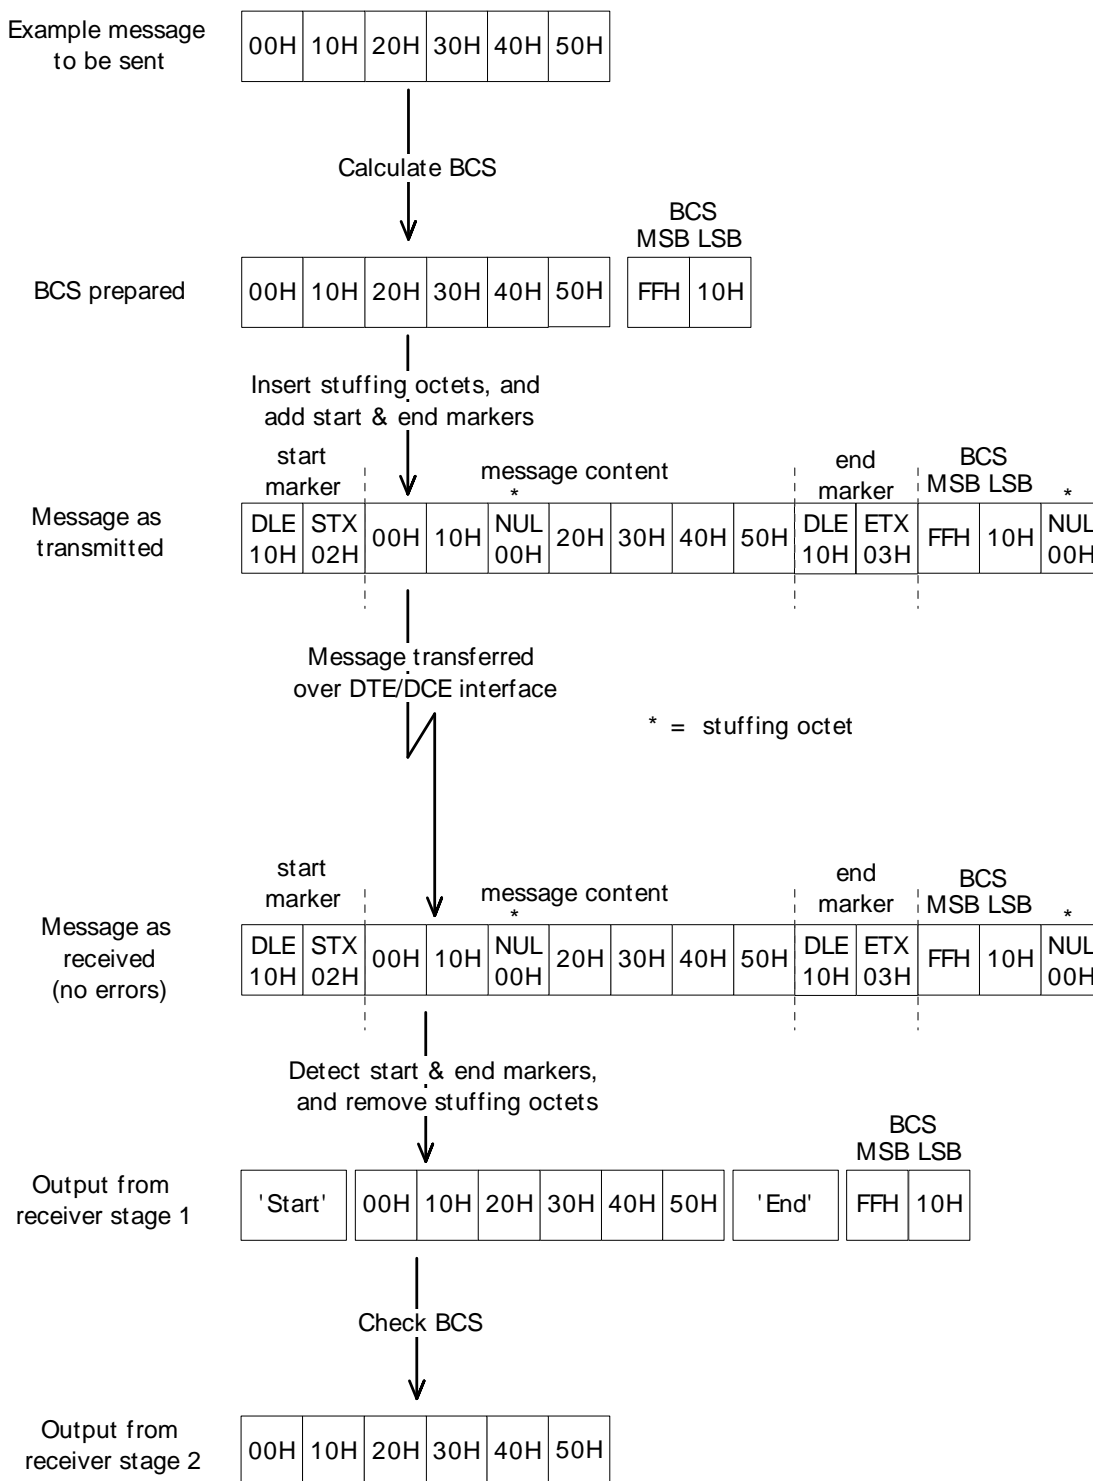 Example message
to be sent
00H 10H 20H 30H 40H 50H
Calculate BCS
BCS
MSB LSB
BCS prepared
00H 10H 20H 30H 40H 50H FFH 10H
Insert stuffing octets, and
add start & end markers
start
marker
message content
*
end
marker
BCS
MSB LSB
*
Message as
transmitted
DLE STX 00H 10H NUL 20H 30H 40H 50H DLE ETX FFH 10H NUL
10H 02H 00H 10H 03H 00H
Message transferred
over DTE/DCE interface
* = stuffing octet
start
marker
message content
*
end
marker
BCS
MSB LSB
*
Message as
received
(no errors)
DLE STX 00H 10H NUL 20H 30H 40H 50H DLE ETX FFH 10H NUL
10H 02H 00H 10H 03H 00H
Detect start & end markers,
and remove stuffing octets
BCS
MSB LSB
Output from
receiver stage 1
'Start' 00H 10H 20H 30H 40H 50H 'End' FFH 10H
Check BCS
Output from
receiver stage 2
00H 10H 20H 30H 40H 50H